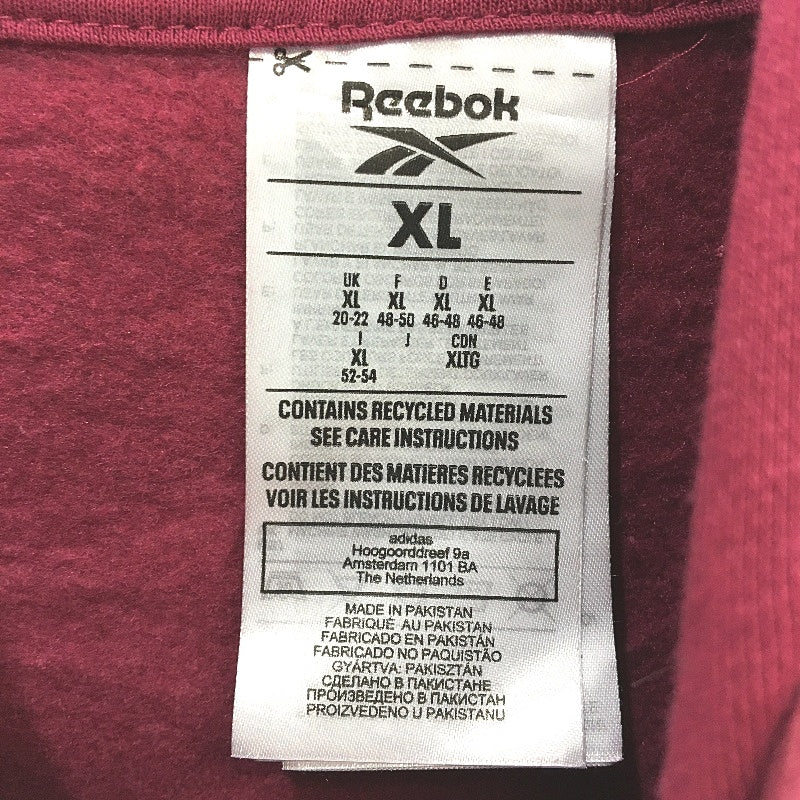 Reebok
XL
UK F D E
XL XL XL XL
20-22 48-50 46-48 46-48
I J CDN
XL XLTG
52-54
CONTAINS RECYCLED MATERIALS
SEE CARE INSTRUCTIONS
CONTIENT DES MATIERES RECYCLEES
VOIR LES INSTRUCTIONS DE LAVAGE
adidas
Hoogoorddreef 9a
Amsterdam 1101 BA
The Netherlands
MADE IN PAKISTAN
FABRIQUÉ AU PAKISTAN
FABRICADO EN PAKISTÁN
FABRICADO NO PAQUISTÃO
GYÁRTVA: PAKISZTÁN
СДЕЛАНО В ПАКИСТАНЕ
ПРОИЗВЕДЕНО В ПАКИСТАН
PROIZVEDENO U PAKISTANU